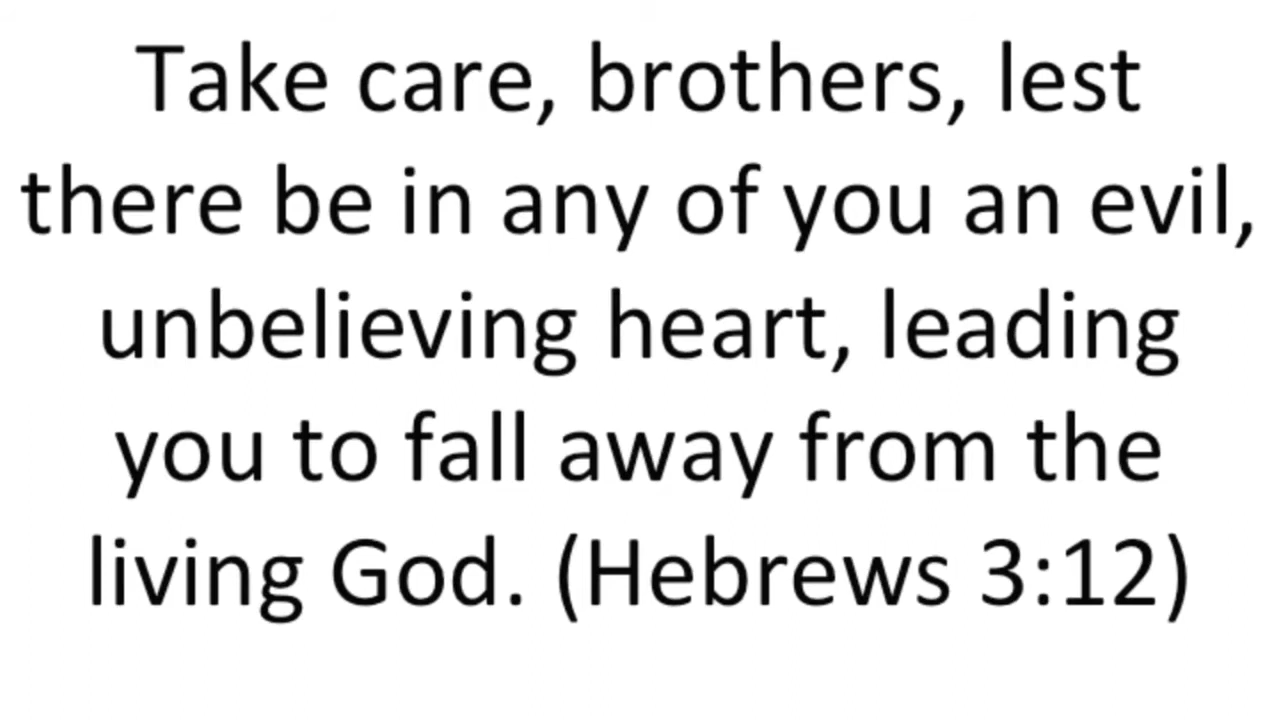 Take care, brothers, lest
there be in any of you an evil,
unbelieving heart, leading
you to fall away from the
living God. (Hebrews 3:12)